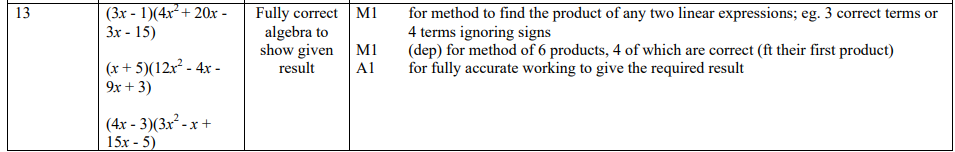 13
(3x - 1)(4x² + 20x -
3x - 15)
(x + 5)(12x² - 4x -
9x + 3)
(4x - 3)(3x² - x +
15x - 5)
Fully correct
algebra to
show given
result
M1 for method to find the product of any two linear expressions; eg. 3 correct terms or
4 terms ignoring signs
M1 (dep) for method of 6 products, 4 of which are correct (ft their first product)
A1 for fully accurate working to give the required result